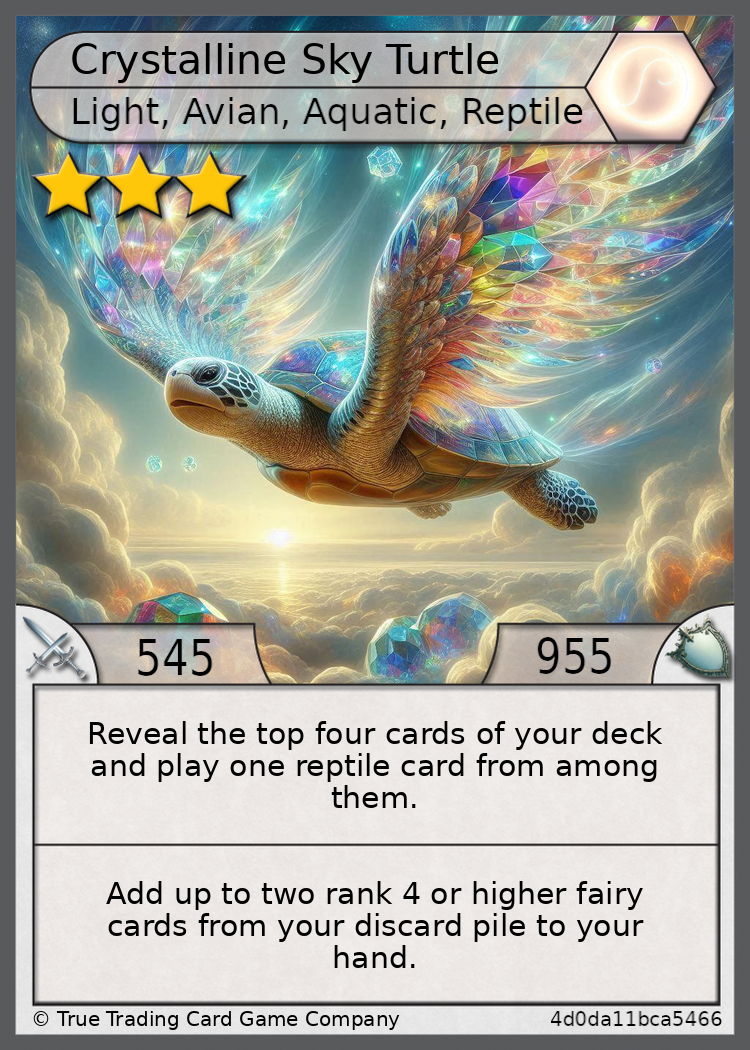 Crystalline Sky Turtle
Light, Avian, Aquatic, Reptile
545
955
Reveal the top four cards of your deck
and play one reptile card from among
them.
Add up to two rank 4 or higher fairy
cards from your discard pile to your
hand.
© True Trading Card Game Company
4d0da11bca5466